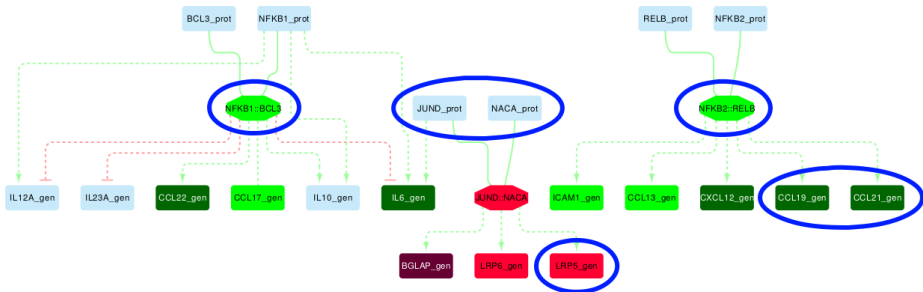 BCL3_prot NFKB1_prot RELB_prot NFKB2_prot
NFKB1::BCL3 JUND_prot NACA_prot NFKB2::RELB
IL12A_gen IL23A_gen CCL22_gen CCL17_gen IL10_gen IL6_gen JUND::NACA ICAM1_gen CCL13_gen CXCL12_gen CCL19_gen CCL21_gen
BGLAP_gen LRP6_gen LRP5_gen